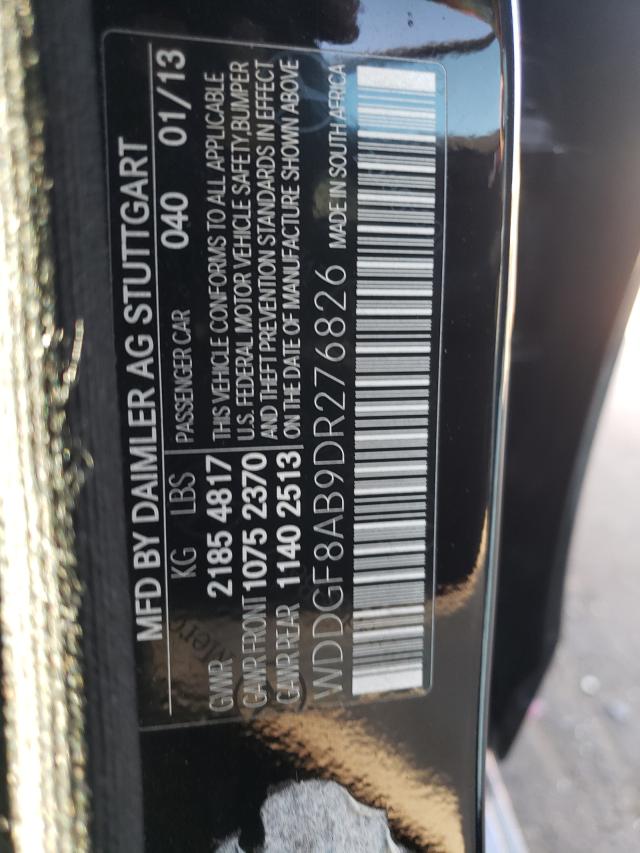 MFD BY DAIMLER AG STUTTGART
KG LBS PASSENGER CAR 040 01/13
GVWR 2185 4817
GAWR FRONT 1075 2370
GAWR REAR 1140 2513
THIS VEHICLE CONFORMS TO ALL APPLICABLE
U.S. FEDERAL MOTOR VEHICLE SAFETY, BUMPER
AND THEFT PREVENTION STANDARDS IN EFFECT
ON THE DATE OF MANUFACTURE SHOWN ABOVE
WDDGF8AB9DR276826 MADE IN SOUTH AFRICA